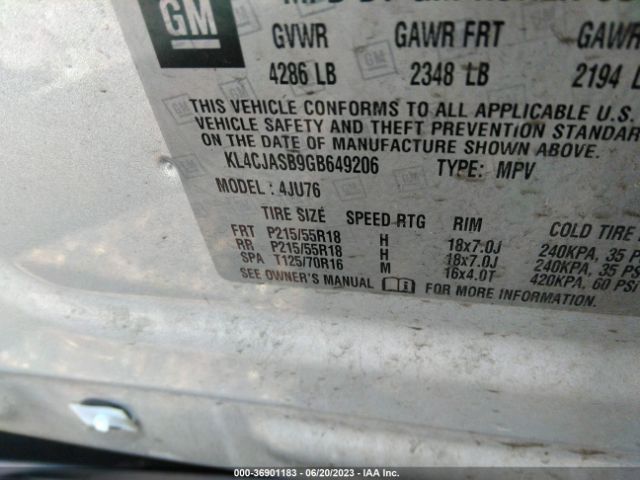 GM
GVWR GAWR FRT GAWR
4286 LB 2348 LB 2194
THIS VEHICLE CONFORMS TO ALL APPLICABLE U.S.
VEHICLE SAFETY AND THEFT PREVENTION STANDAR
ON THE DATE OF MANUFACTURE SHOWN ABOVE.
KL4CJASB9GB649206 TYPE: MPV
MODEL: 4JU76
TIRE SIZE SPEED RTG RIM COLD TIRE
FRT P215/55R18 H 18x7.0J 240KPA, 35 P
RR P215/55R18 H 18x7.0J 240KPA, 35 P
SPA T125/70R16 M 16x4.0T 420KPA, 60 PSI
SEE OWNER'S MANUAL FOR MORE INFORMATION.
000-36901183 - 06/20/2023 - IAA Inc.